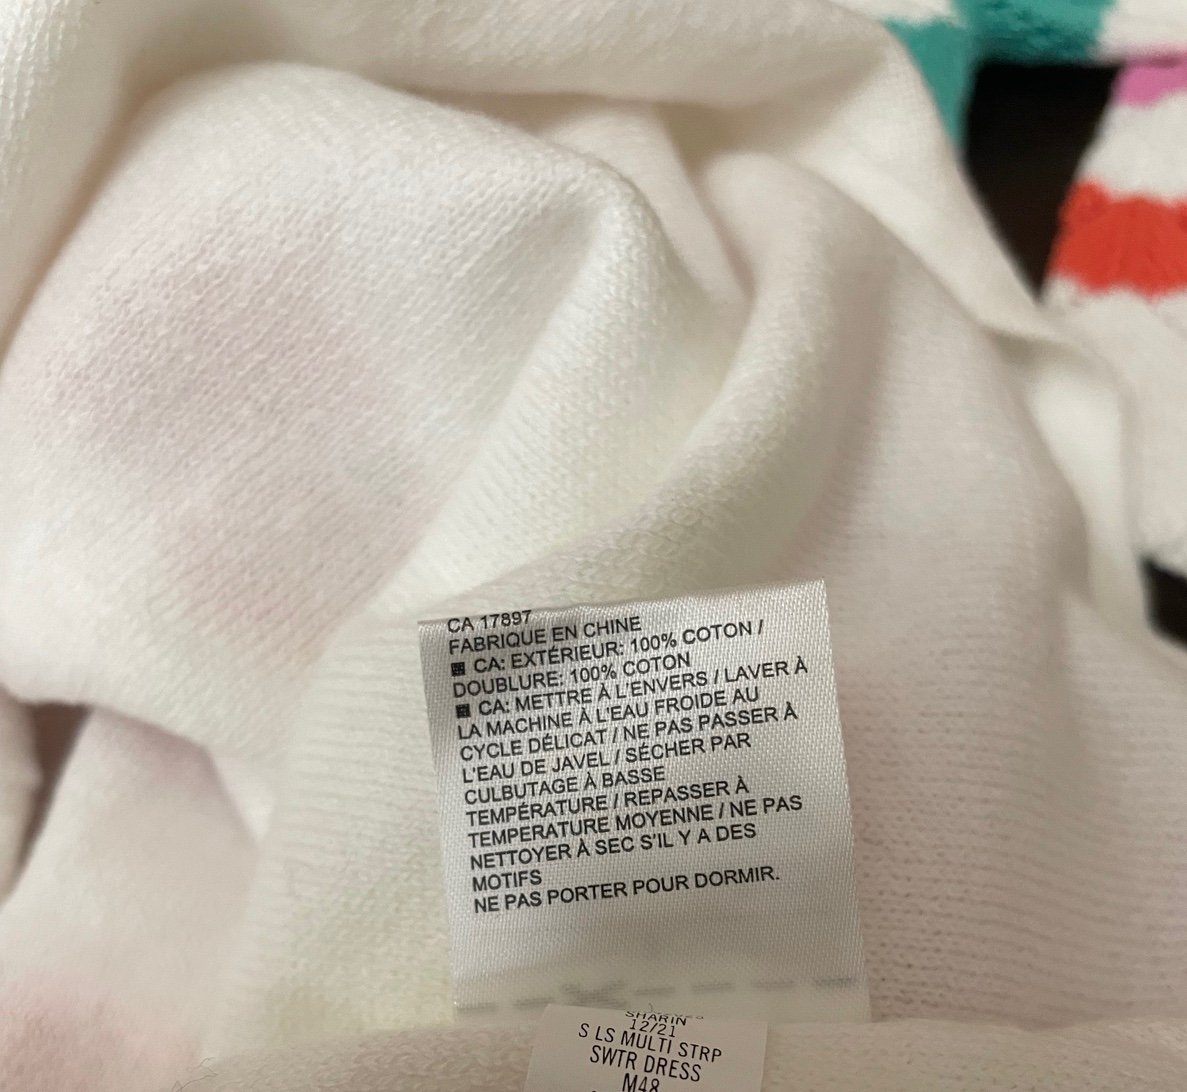 CA 17897
FABRIQUE EN CHINE
CA: EXTÉRIEUR: 100% COTON /
DOUBLURE: 100% COTON
CA: METTRE À L'ENVERS / LAVER À
LA MACHINE À L'EAU FROIDE AU
CYCLE DÉLICAT / NE PAS PASSER À
L'EAU DE JAVEL / SÉCHER PAR
CULBUTAGE À BASSE
TEMPÉRATURE / REPASSER À
TEMPÉRATURE MOYENNE / NE PAS
NETTOYER À SEC S'IL Y A DES
MOTIFS
NE PAS PORTER POUR DORMIR.
SHARIN
12/21
S LS MULTI STRP
SWTR DRESS
M48